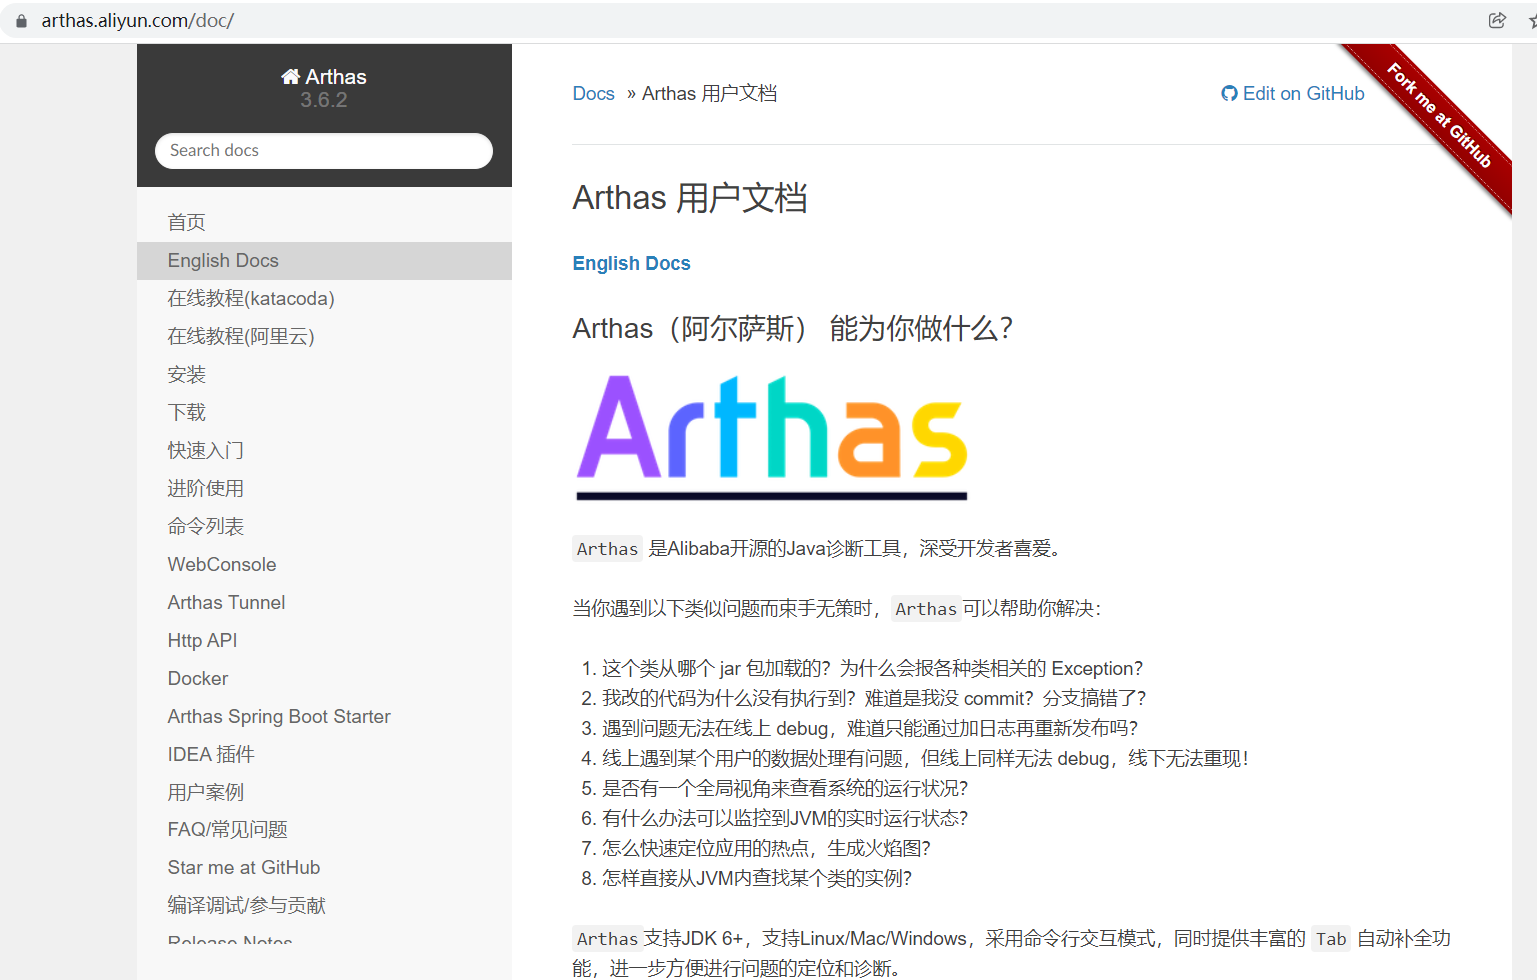 arthas.aliyun.com/doc/
Arthas
3.6.2
Search docs
首页
English Docs
在线教程(katacoda)
在线教程(阿里云)
安装
下载
快速入门
进阶使用
命令列表
WebConsole
Arthas Tunnel
Http API
Docker
Arthas Spring Boot Starter
IDEA 插件
用户案例
FAQ/常见问题
Star me at GitHub
编译调试/参与贡献
Release Notes
Docs » Arthas 用户文档
Edit on GitHub
Fork me at GitHub
Arthas 用户文档
English Docs
Arthas（阿尔萨斯） 能为你做什么？
Arthas
Arthas 是Alibaba开源的Java诊断工具，深受开发者喜爱。
当你遇到以下类似问题而束手无策时，Arthas可以帮助你解决：
1. 这个类从哪个 jar 包加载的？为什么会报各种类相关的 Exception？
2. 我改的代码为什么没有执行到？难道是我没 commit？分支搞错了？
3. 遇到问题无法在线上 debug，难道只能通过加日志再重新发布吗？
4. 线上遇到某个用户的数据处理有问题，但线上同样无法 debug，线下无法重现！
5. 是否有一个全局视角来查看系统的运行状况？
6. 有什么办法可以监控到JVM的实时运行状态？
7. 怎么快速定位应用的热点，生成火焰图？
8. 怎样直接从JVM内查找某个类的实例？
Arthas支持JDK 6+，支持Linux/Mac/Windows，采用命令行交互模式，同时提供丰富的 Tab 自动补全功
能，进一步方便进行问题的定位和诊断。